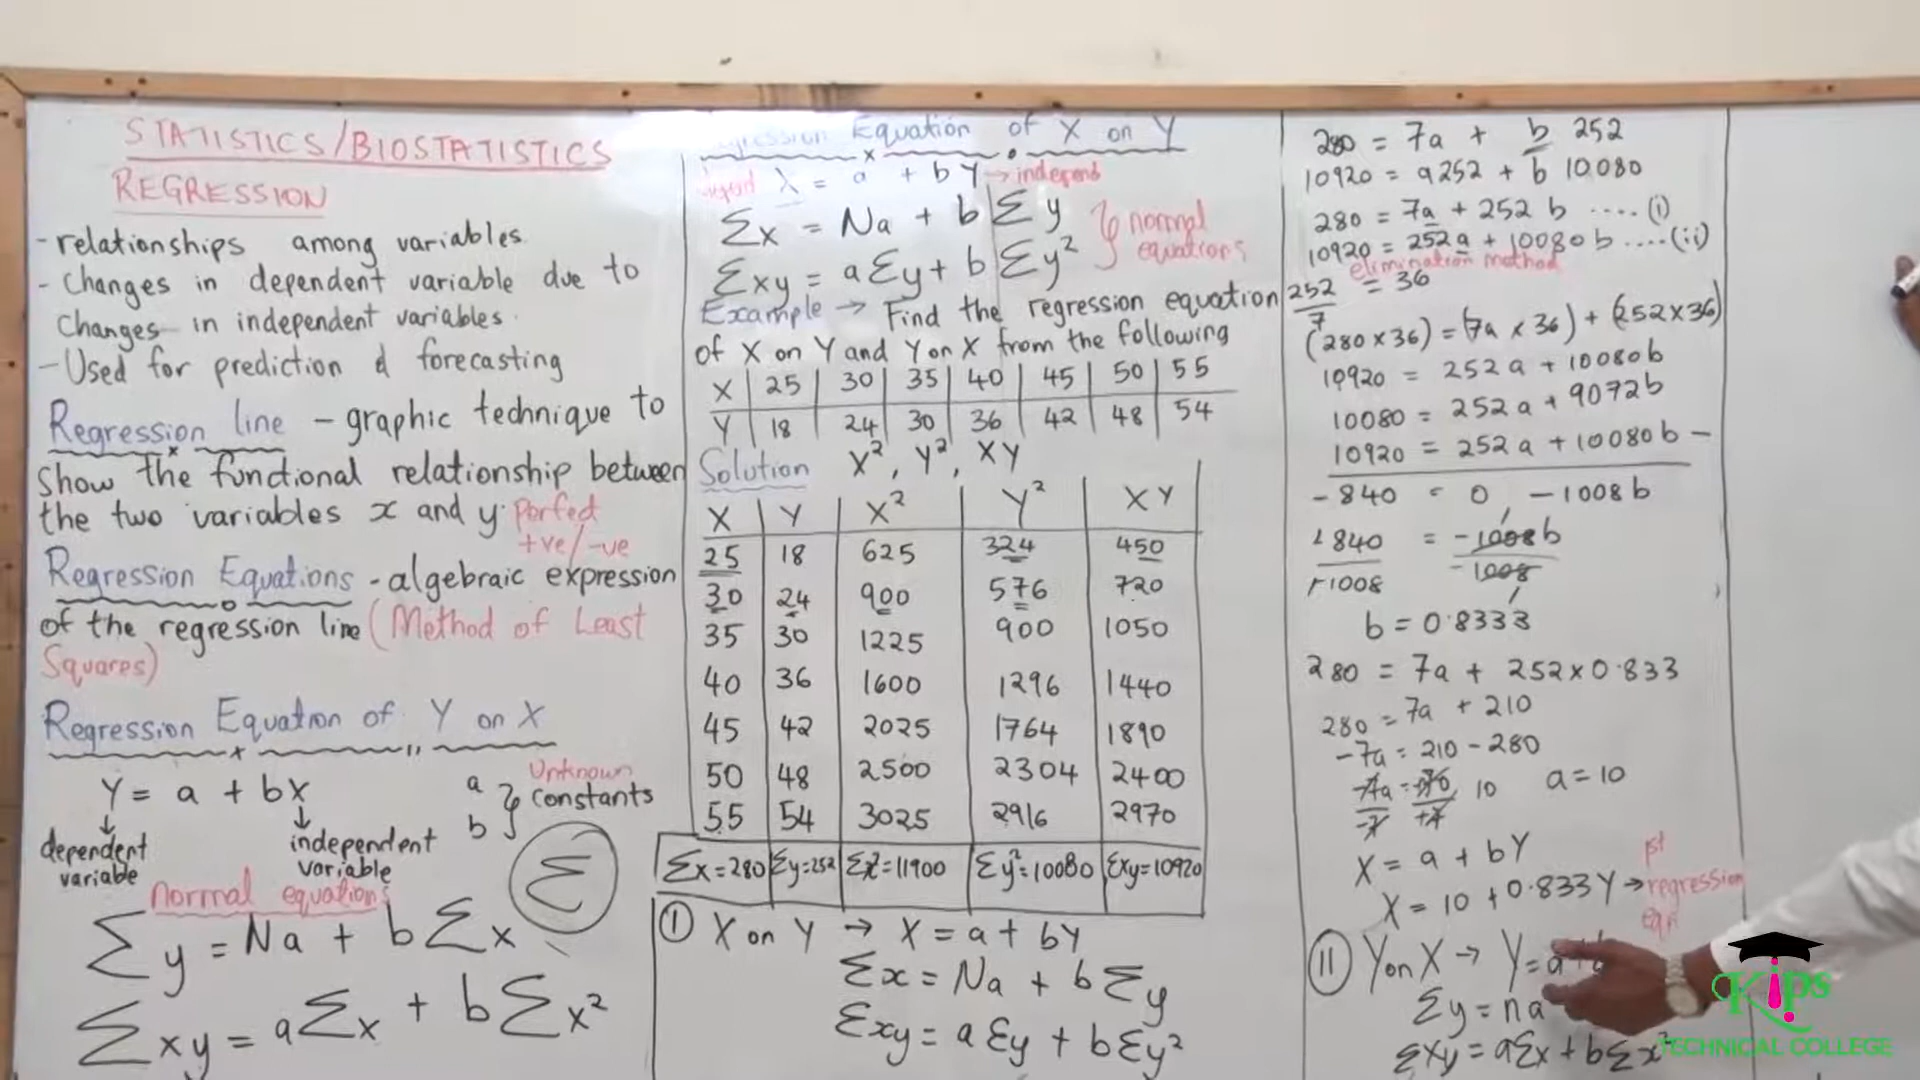 STATISTICS/BIOSTATISTICS
REGRESSION
- relationships among variables.
- Changes in dependent variable due to
Changes in independent variables.
- Used for prediction & forecasting
Regression line - graphic technique to
show the functional relationship between
the two variables x and y. Perfect
+ve/-ve
Regression Equations - algebraic expression
of the regression line (Method of Least
Squares)
Regression Equation of Y on X
Y = a + bX
a
b
Unknown
constants
dependent
variable
independent
variable
normal equations
Σ
Σy = Na + bΣx
Σxy = aΣx + bΣx²
Equation of X on Y
= a + bY → independ
Σx = Na + bΣy
Σxy = aΣy + bΣy²
normal
equations
Example → Find the regression equation
of X on Y and Y on X from the following
X 25 30 35 40 45 50 55
Y 18 24 30 36 42 48 54
Solution X², Y², XY
X Y X² Y² XY
25 18 625 324 450
30 24 900 576 720
35 30 1225 900 1050
40 36 1600 1296 1440
45 42 2025 1764 1890
50 48 2500 2304 2400
55 54 3025 2916 2970
Σx=280 Σy=252 Σx²=11900 Σy²=10080 Σxy=10920
① X on Y → X = a + bY
Σx = Na + bΣy
Σxy = aΣy + bΣy²
280 = 7a + b 252
10920 = a252 + b 10080
280 = 7a + 252 b ....(i)
10920 = 252a + 10080 b ....(ii)
elimination method
252/7 = 36
(280×36) = (7a × 36) + (252×36)
10920 = 252a + 10080b
10080 = 252a + 9072b
10920 = 252a + 10080b -
-840 = 0, -1008b
840 = -1008b
1008 -1008
b = 0.8333
280 = 7a + 252×0.833
280 = 7a + 210
-7a = 210 - 280
10 a = 10
X = a + bY
X = 10 + 0.833Y → regression
II Y on X → Y = a
Σy = na
Σxy = aΣx + bΣx²
Kips
TECHNICAL COLLEGE